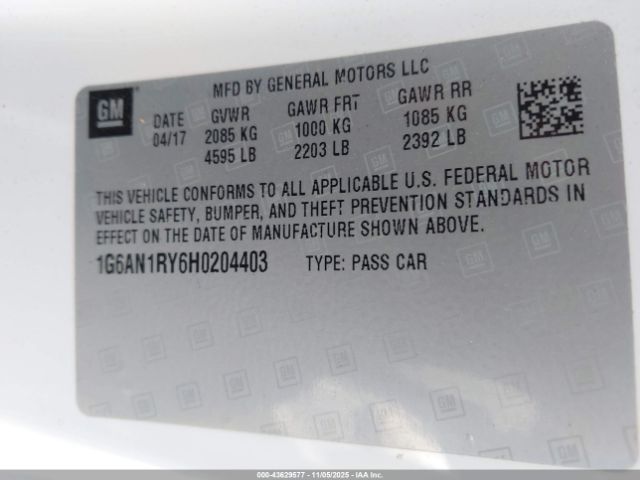 MFD BY GENERAL MOTORS LLC
GM
DATE GVWR GAWR FRT GAWR RR
04/17 2085 KG 1000 KG 1085 KG
4595 LB 2203 LB 2392 LB
THIS VEHICLE CONFORMS TO ALL APPLICABLE U.S. FEDERAL MOTOR
VEHICLE SAFETY, BUMPER, AND THEFT PREVENTION STANDARDS IN
EFFECT ON THE DATE OF MANUFACTURE SHOWN ABOVE.
1G6AN1RY6H0204403 TYPE: PASS CAR
000-43629577 - 11/05/2025 - IAAI.COM